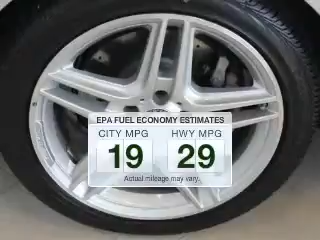 EPA FUEL ECONOMY ESTIMATES
CITY MPG HWY MPG
19 29
Actual mileage may vary.